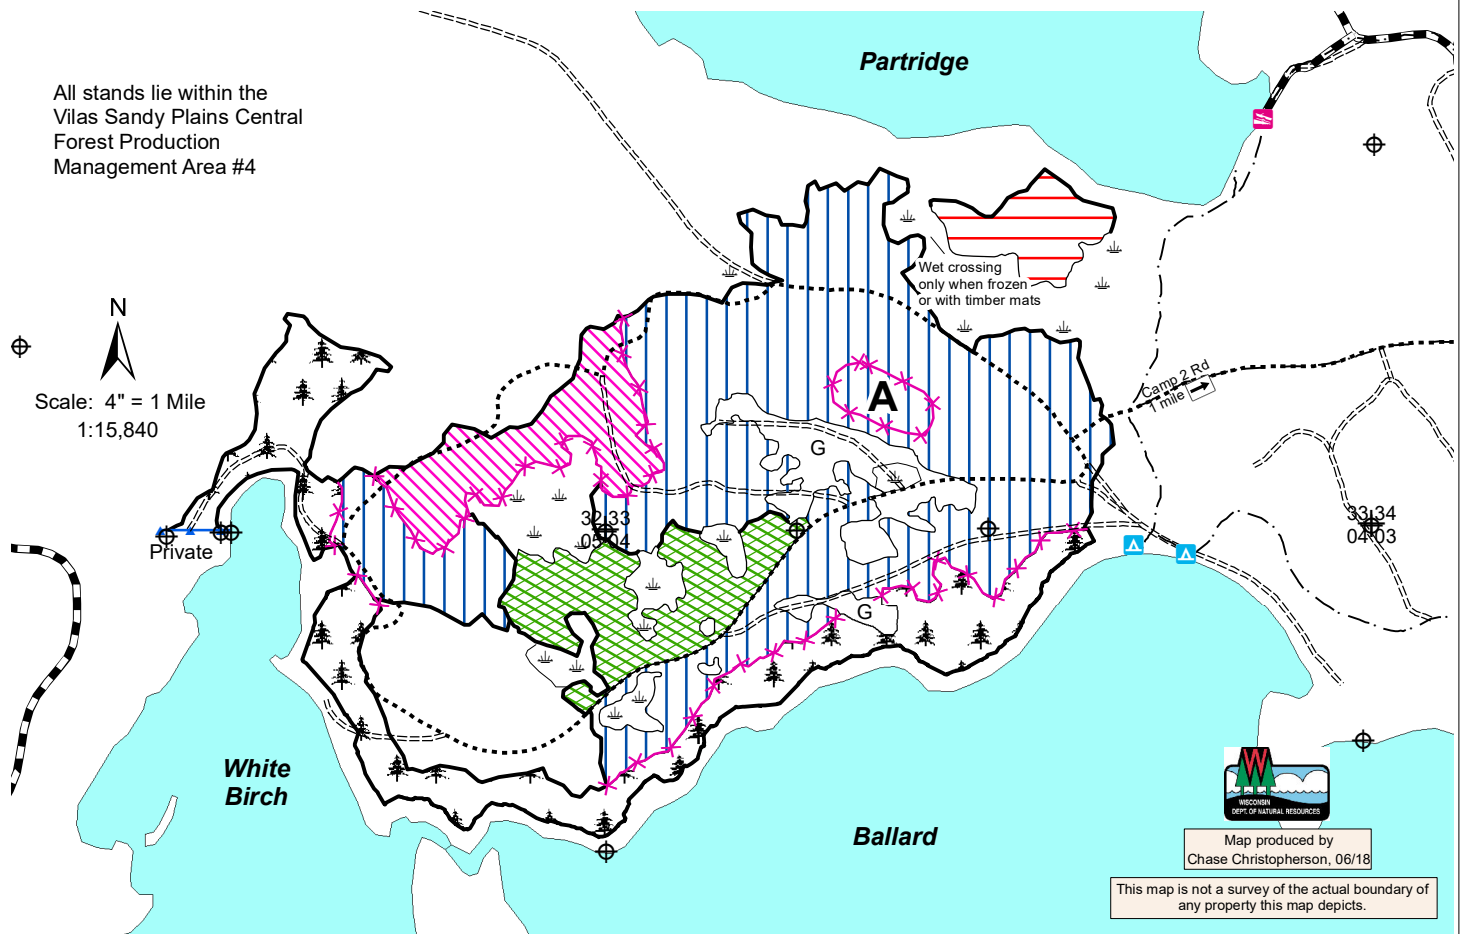 Partridge
All stands lie within the
Vilas Sandy Plains Central
Forest Production
Management Area #4
Wet crossing
only when frozen
or with timber mats
N
Scale: 4" = 1 Mile
1:15,840
Camp 2 Rd
1 mile
A
G
32 33
05 04
33 34
04 03
Private
G
White
Birch
Ballard
W
WISCONSIN
DEPT. OF NATURAL RESOURCES
Map produced by
Chase Christopherson, 06/18
This map is not a survey of the actual boundary of
any property this map depicts.